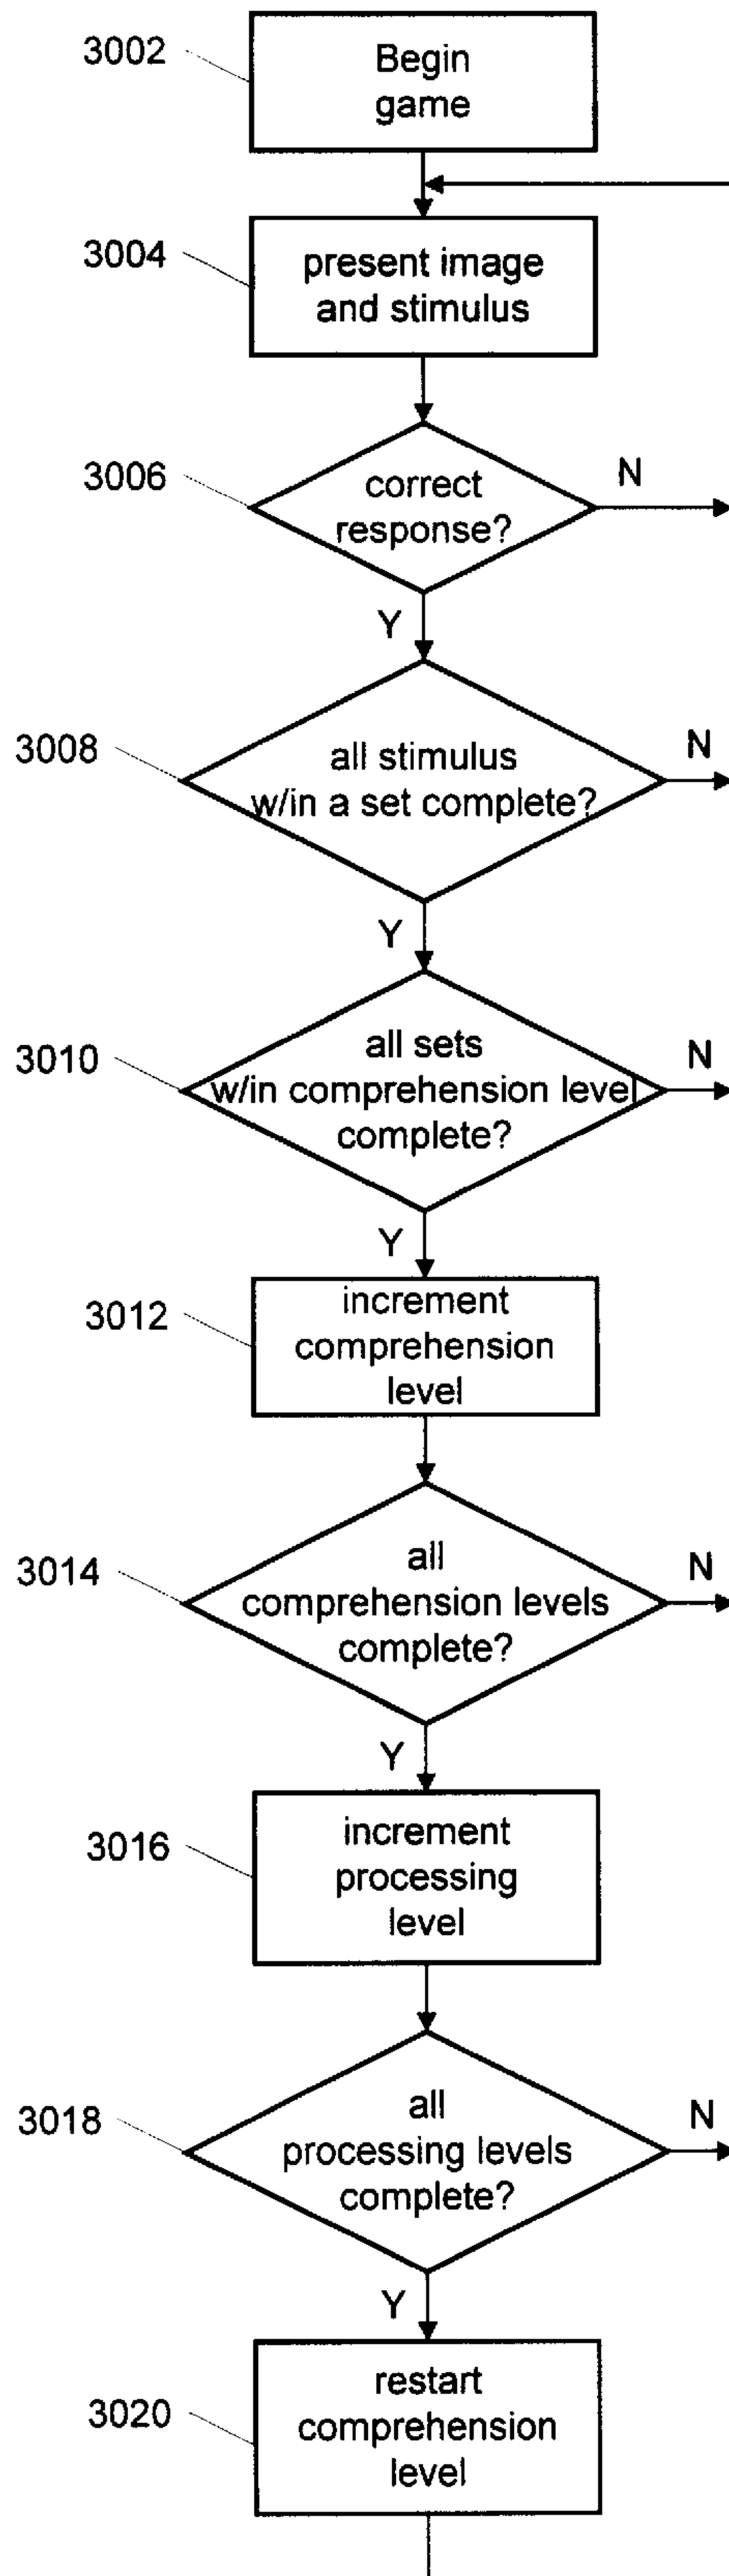 3002
Begin
game
3004
present image
and stimulus
3006
correct
response?
N
Y
3008
all stimulus
w/in a set complete?
N
Y
3010
all sets
w/in comprehension level
complete?
N
Y
3012
increment
comprehension
level
3014
all
comprehension levels
complete?
N
Y
3016
increment
processing
level
3018
all
processing levels
complete?
N
Y
3020
restart
comprehension
level